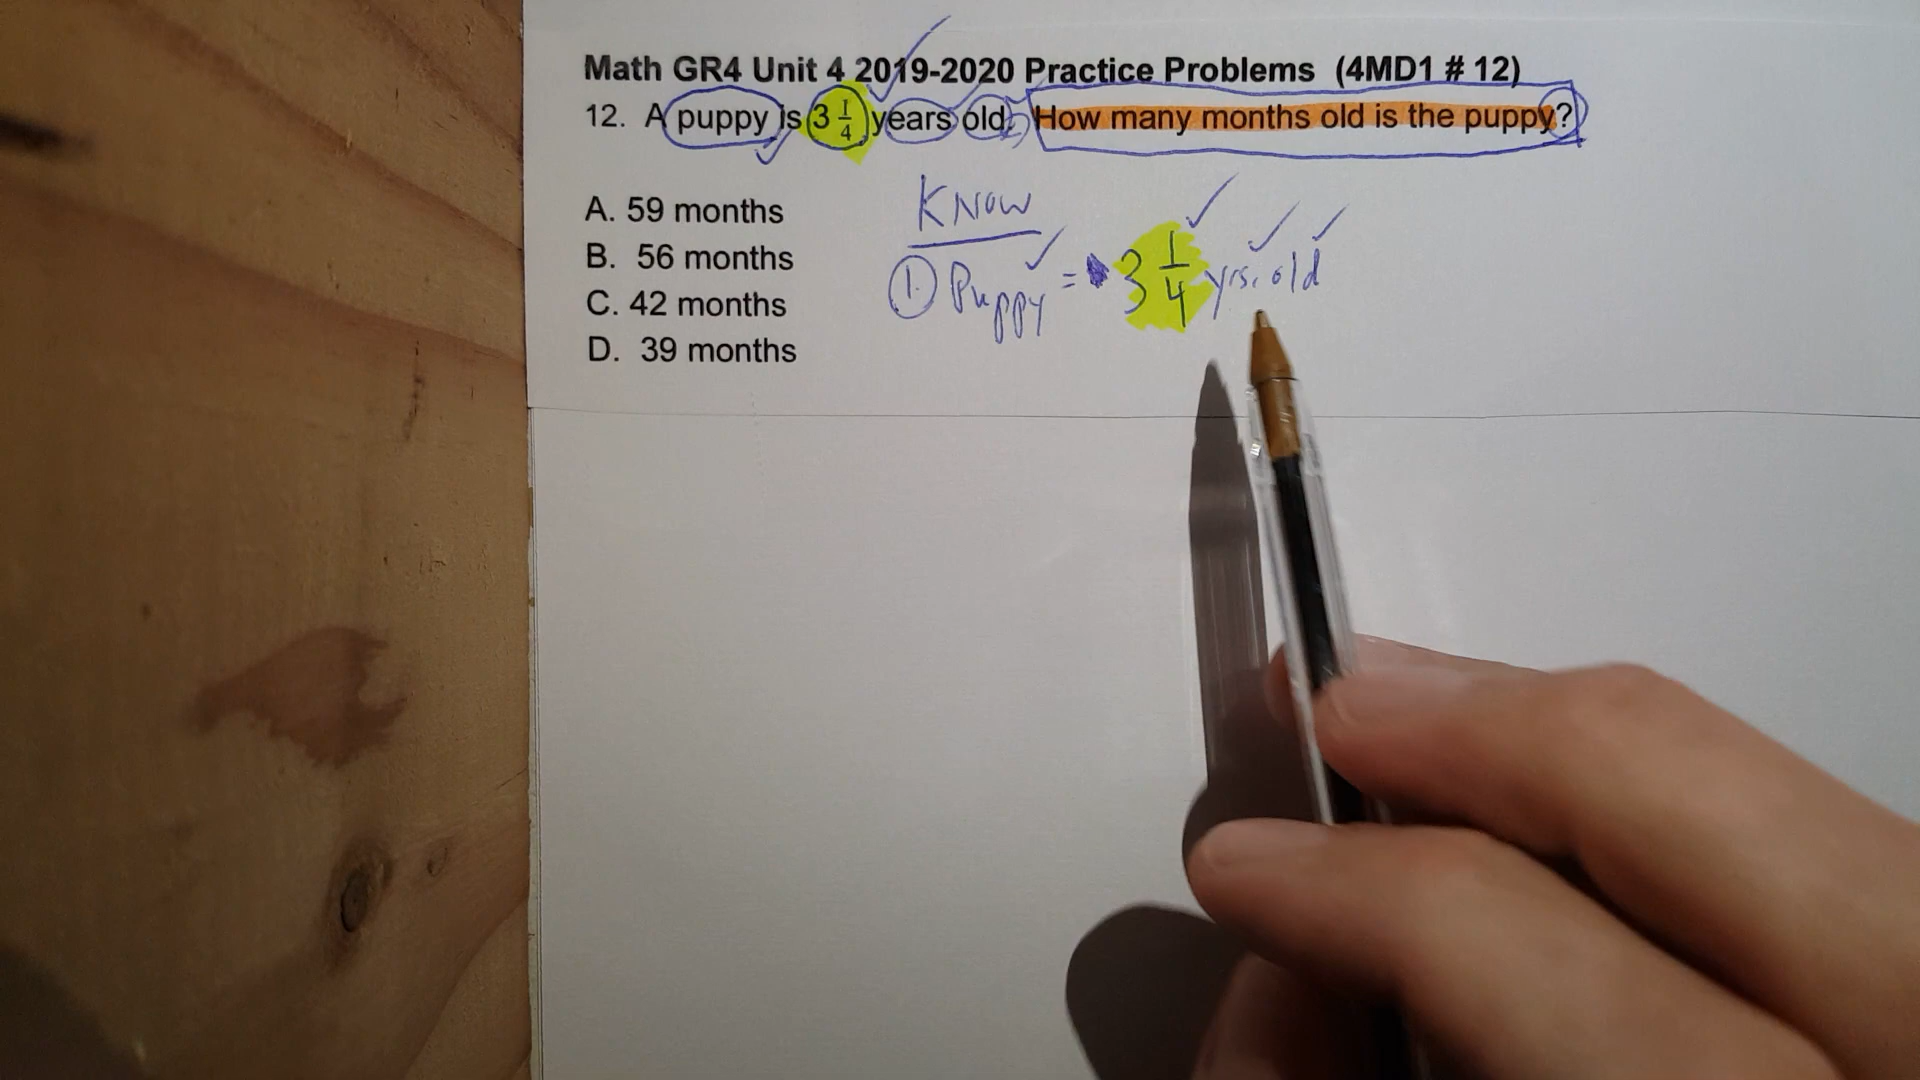 Math GR4 Unit 4 2019-2020 Practice Problems (4MD1 # 12)
12. A puppy is 3 1/4 years old, How many months old is the puppy?
A. 59 months
B. 56 months
C. 42 months
D. 39 months
KNOW
1. Puppy = 3 1/4 yrs. old